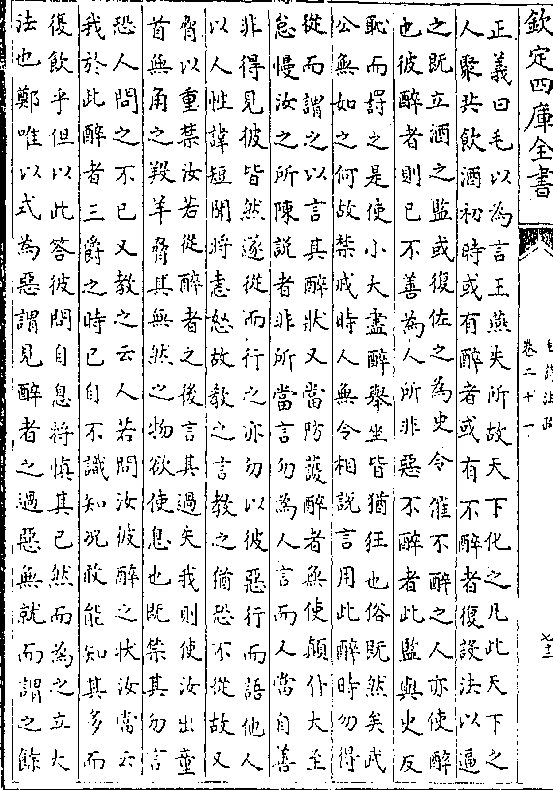 欽定四庫全書
卷二十一
正義曰毛以為言王燕失所故天下化之凡此天下之
人聚共飲酒初時或有醉者或有不醉者復設法以逼
之既立酒之監或復佐之為史令催不醉之人亦使醉
也彼醉者則已不善為人所非惡不醉者此監與史反
恥而罸之是使小大盡醉舉坐皆猶狂也俗既然矣武
公無如之何故禁戒時人無令相說言用此醉時勿得
從而謂之以言其醉狀又當防䕶醉者無使顛仆大至
怠慢汝之所陳說者非所當言勿為人言而人當自善
非得見彼皆然遂從而行之亦勿以彼惡行而語他人
以人性諱短聞將恚怒故教之言教之猶恐不從故又
脅以重禁汝若從醉者之後言其過失我則使汝出童
首無角之羖羊脅其無然之物欲使息也既禁其勿言
恐人問之不已又教之云人若問汝彼醉之狀汝當云
我於此醉者三爵之時已自不識知况敢能知其多而
復飲乎但以此答彼問自息將慎其已然而為之立大
法也鄭唯以式為惡謂見醉者之過惡無就而謂之餘